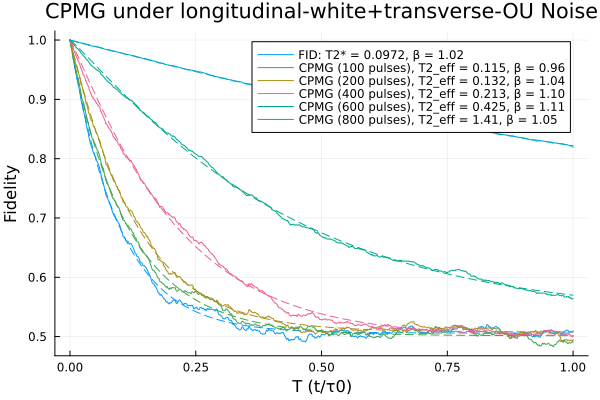 CPMG under longitudinal-white+transverse-OU Noise
1.0
0.9
0.8
0.7
0.6
0.5
Fidelity
FID: T2* = 0.0972, β = 1.02
CPMG (100 pulses), T2_eff = 0.115, β = 0.96
CPMG (200 pulses), T2_eff = 0.132, β = 1.04
CPMG (400 pulses), T2_eff = 0.213, β = 1.10
CPMG (600 pulses), T2_eff = 0.425, β = 1.11
CPMG (800 pulses), T2_eff = 1.41, β = 1.05
0.00 0.25 0.50 0.75 1.00
T (t/τ0)